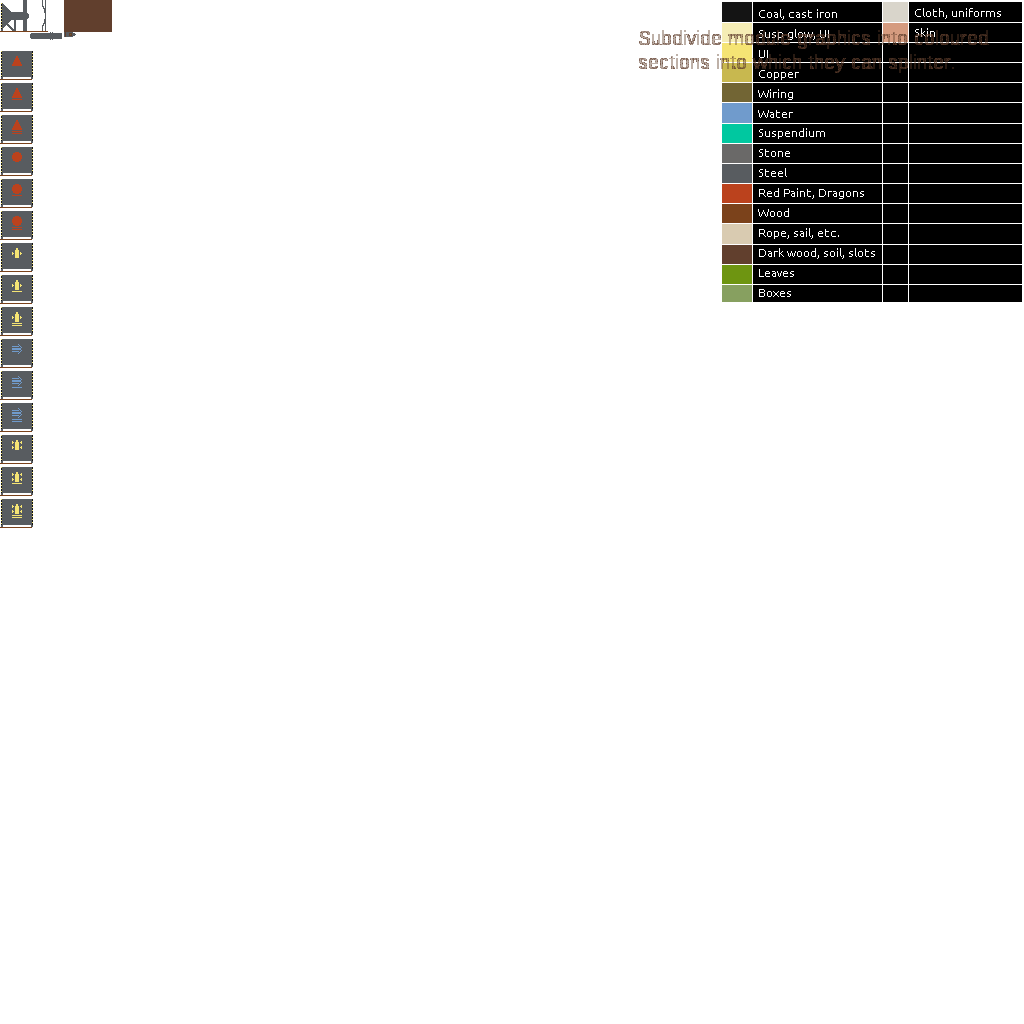 Coal, cast iron
Cloth, uniforms
Susp glow, UI
Skin
Subdivide module graphics into coloured
sections into which they can splinter.
UI
Copper
Wiring
Water
Suspendium
Stone
Steel
Red Paint, Dragons
Wood
Rope, sail, etc.
Dark wood, soil, slots
Leaves
Boxes